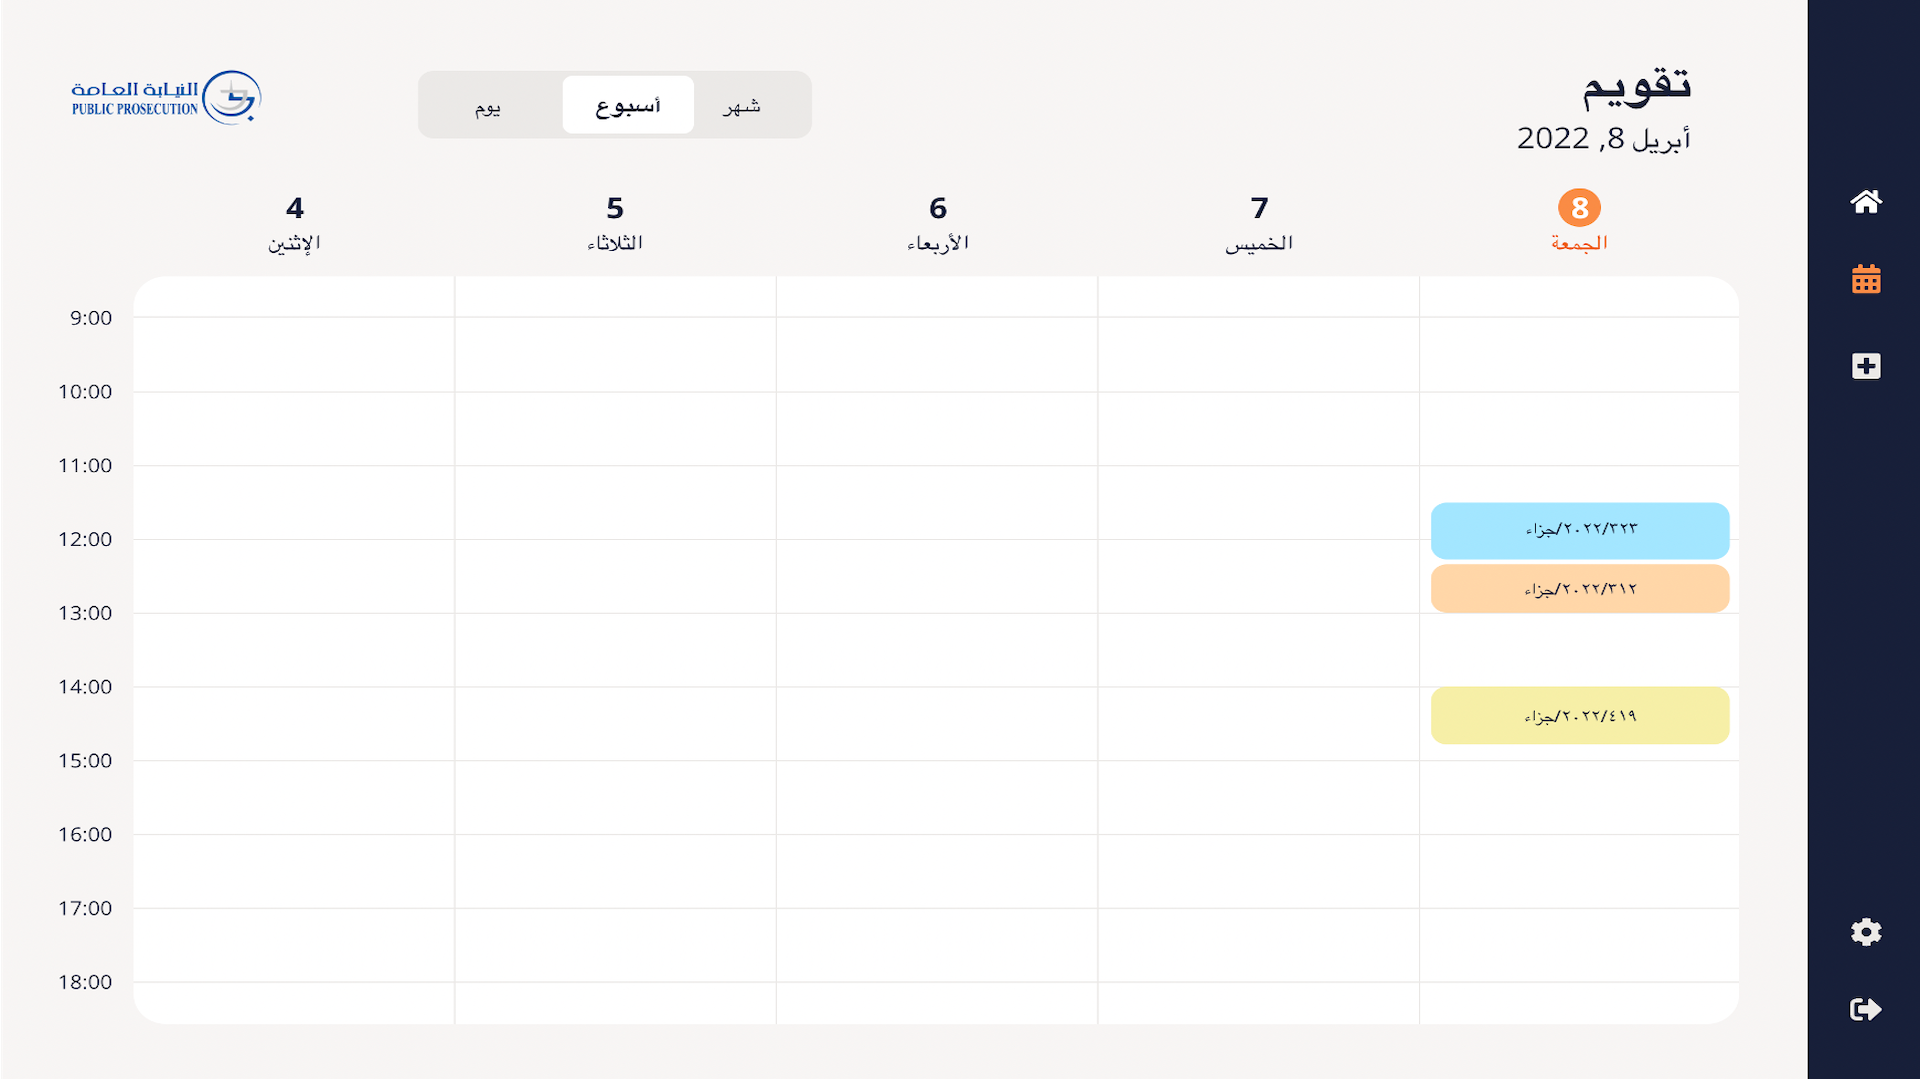 تقويم
أبريل 8, 2022
شهر
أسبوع
يوم
النيابة العامة
PUBLIC PROSECUTION
8
الجمعة
7
الخميس
6
الأربعاء
5
الثلاثاء
4
الإثنين
9:00
10:00
11:00
12:00
13:00
14:00
15:00
16:00
17:00
18:00
٢٠٢٢/٣٢٣/جزاء
٢٠٢٢/٣١٢/جزاء
٢٠٢٢/٤١٩/جزاء